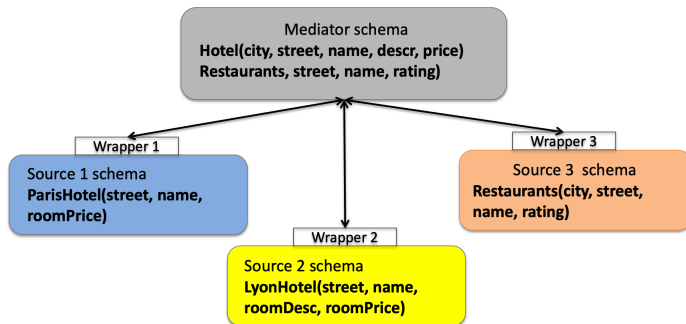 Mediator schema
Hotel(city, street, name, descr, price)
Restaurants, street, name, rating)
Wrapper 1
Wrapper 3
Source 1 schema
ParisHotel(street, name,
roomPrice)
Source 3 schema
Restaurants(city, street,
name, rating)
Wrapper 2
Source 2 schema
LyonHotel(street, name,
roomDesc, roomPrice)